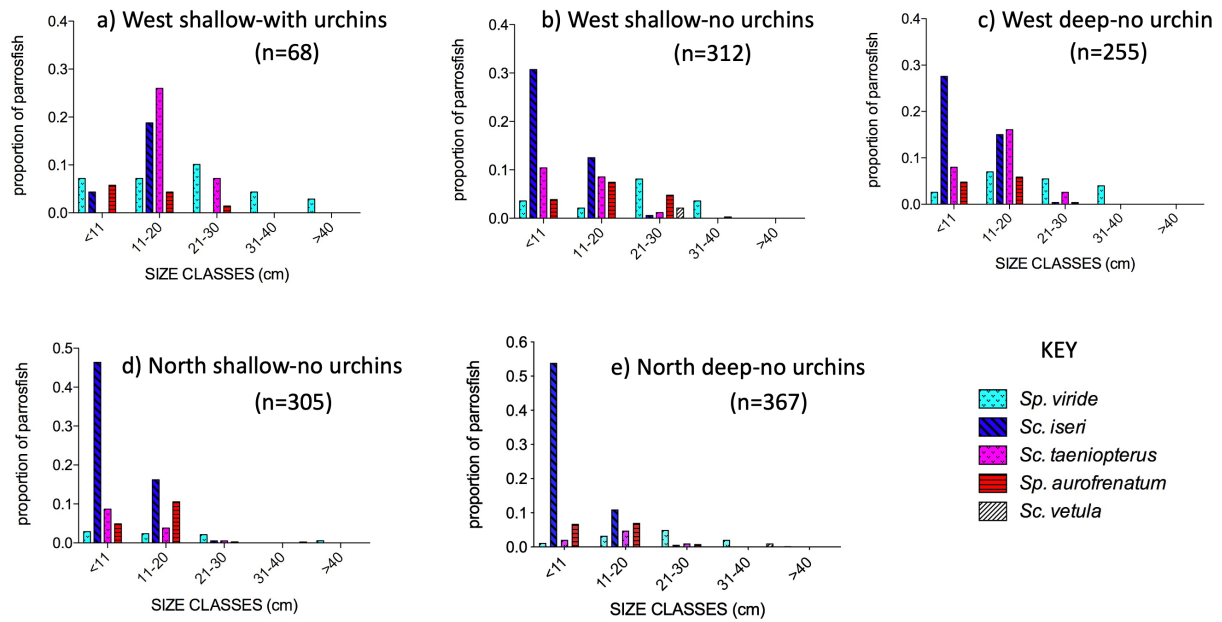 a) West shallow-with urchins
(n=68)
proportion of parrosfish
0.4
0.3
0.2
0.1
0.0
<11
11-20
21-30
31-40
>40
SIZE CLASSES (cm)
b) West shallow-no urchins
(n=312)
proportion of parrosfish
0.4
0.3
0.2
0.1
0.0
<11
11-20
21-30
31-40
>40
SIZE CLASSES (cm)
c) West deep-no urchin
(n=255)
proportion of parrosfish
0.4
0.3
0.2
0.1
0.0
<11
11-20
21-30
31-40
>40
SIZE CLASSES (cm)
d) North shallow-no urchins
(n=305)
proportion of parrosfish
0.5
0.4
0.3
0.2
0.1
0.0
<11
11-20
21-30
31-40
>40
SIZE CLASSES (cm)
e) North deep-no urchins
(n=367)
proportion of parrosfish
0.6
0.5
0.4
0.3
0.2
0.1
0.0
<11
11-20
21-30
31-40
>40
SIZE CLASSES (cm)
KEY
Sp. viride
Sc. iseri
Sc. taeniopterus
Sp. aurofrenatum
Sc. vetula